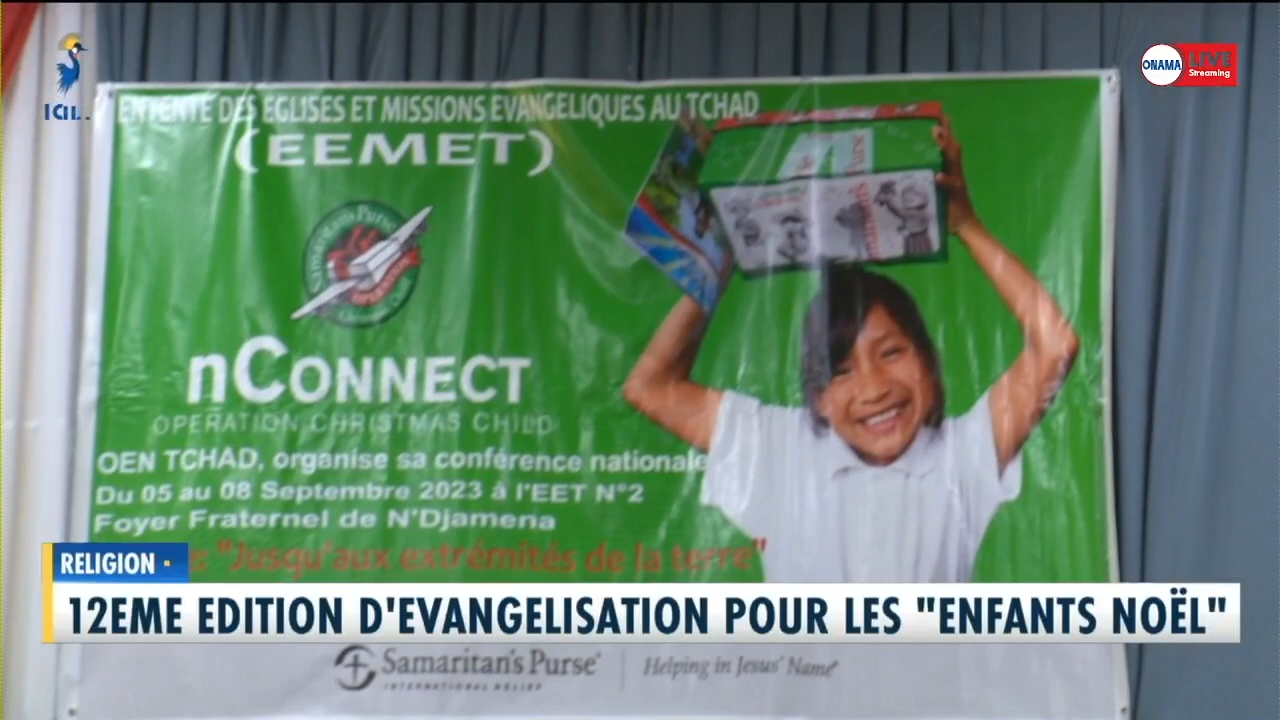 ONAMA LIVE
Streaming
ENTENTE DES EGLISES ET MISSIONS EVANGELIQUES AU TCHAD
(EEMET)
Samaritan's Purse
nCONNECT
OPERATION CHRISTMAS CHILD
OEN TCHAD, organise sa conférence nationale
Du 05 au 08 Septembre 2023 à l'EET N°2
Foyer Fraternel de N'Djamena
"Jusqu'aux extrémités de la terre"
RELIGION
12EME EDITION D'EVANGELISATION POUR LES "ENFANTS NOËL"
Samaritan's Purse®
INTERNATIONAL RELIEF
Helping in Jesus' Name®